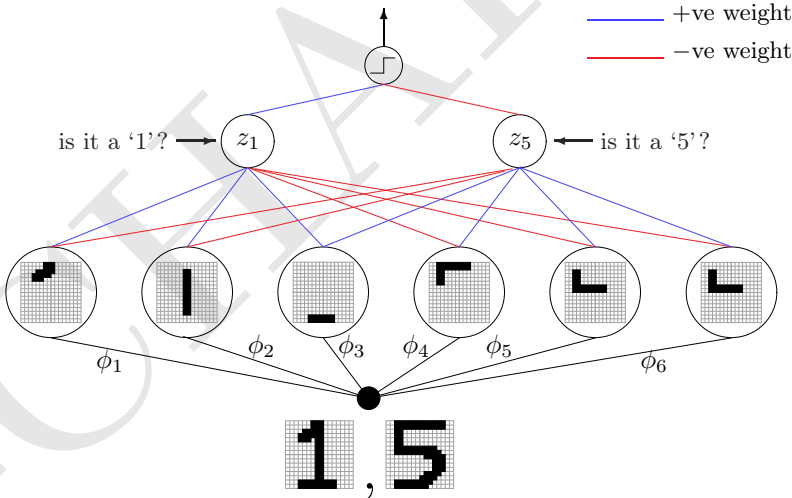 +ve weight
−ve weight
is it a ‘1’?
z₁
z₅
is it a ‘5’?
ϕ₁
ϕ₂
ϕ₃
ϕ₄
ϕ₅
ϕ₆
1 , 5